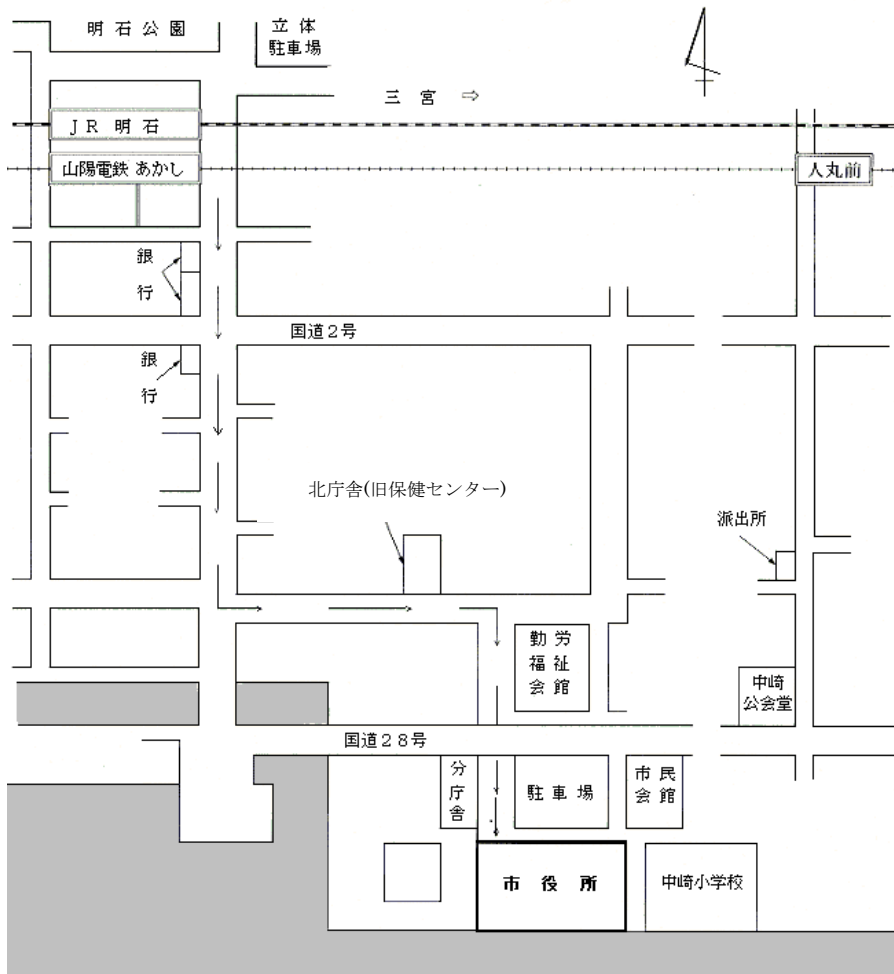 明石公園
立体
駐車場
三宮 ⇨
JR 明石
山陽電鉄 あかし
人丸前
銀
行
国道2号
銀
行
北庁舎(旧保健センター)
派出所
勤労
福祉
会館
中崎
公会堂
国道28号
分
庁
舎
駐車場
市民
会館
市役所
中崎小学校